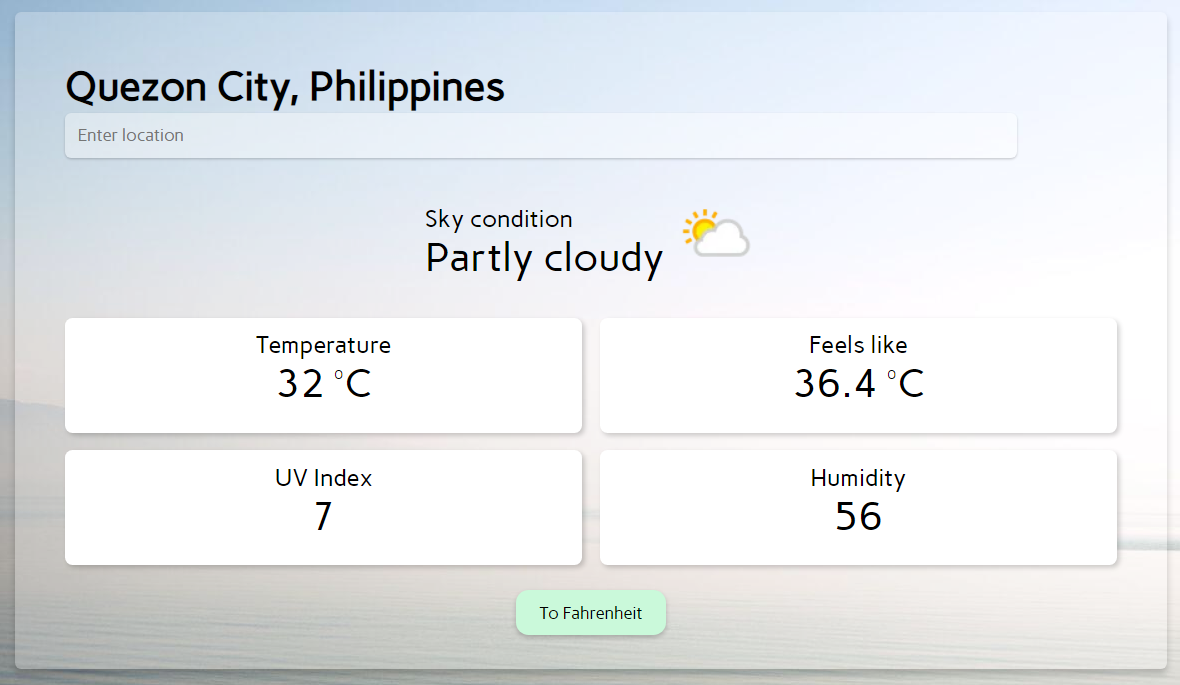 Quezon City, Philippines
Enter location
Sky condition
Partly cloudy
Temperature
32 °C
Feels like
36.4 °C
UV Index
7
Humidity
56
To Fahrenheit